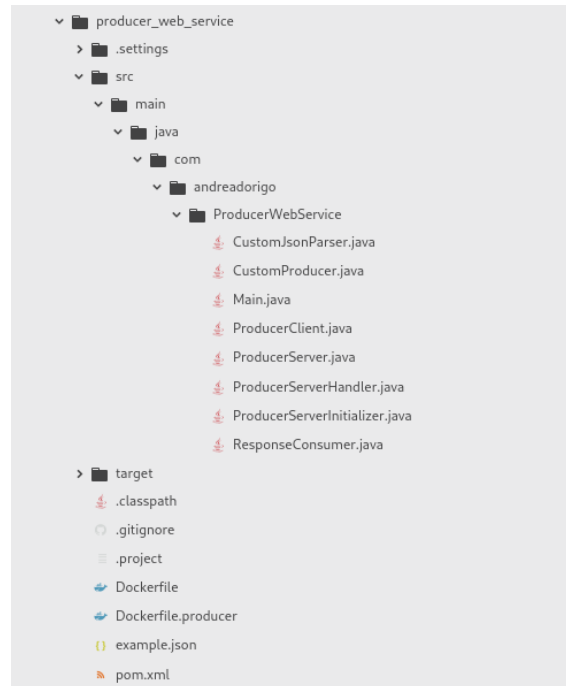 producer_web_service
.settings
src
main
java
com
andreadorigo
ProducerWebService
CustomJsonParser.java
CustomProducer.java
Main.java
ProducerClient.java
ProducerServer.java
ProducerServerHandler.java
ProducerServerInitializer.java
ResponseConsumer.java
target
.classpath
.gitignore
.project
Dockerfile
Dockerfile.producer
example.json
pom.xml